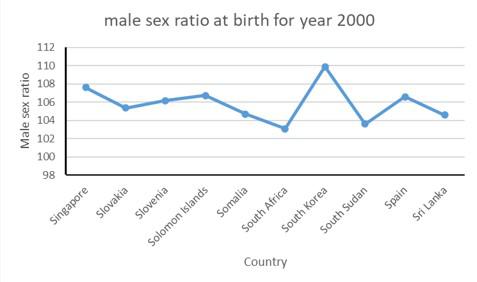 male sex ratio at birth for year 2000
Male sex ratio
112
110
108
106
104
102
100
98
Singapore
Slovakia
Slovenia
Solomon Islands
Somalia
South Africa
South Korea
South Sudan
Spain
Sri Lanka
Country